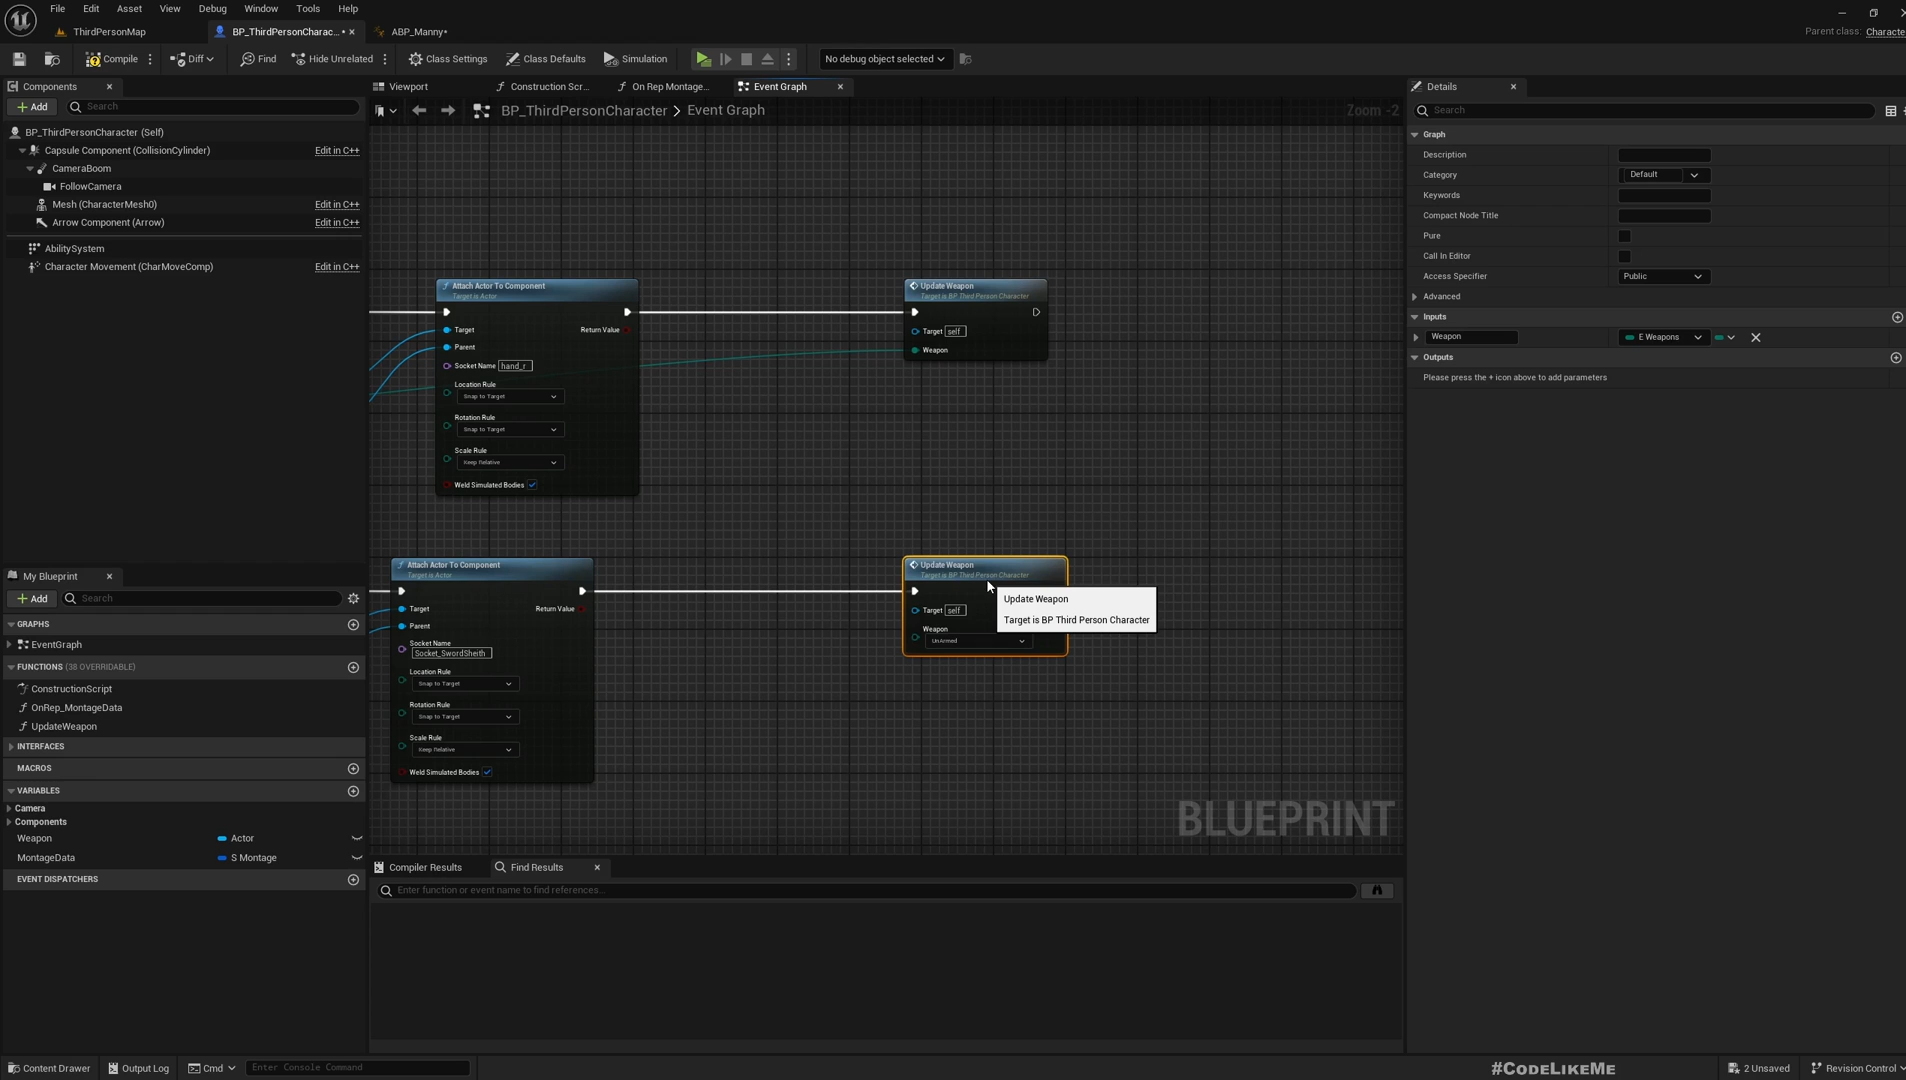 File Edit Asset View Debug Window Tools Help
ThirdPersonMap
BP_ThirdPersonCharac...•
ABP_Manny•
Parent class: Characte
Compile
Diff
Find
Hide Unrelated
Class Settings
Class Defaults
Simulation
No debug object selected
Components
Add
Search
BP_ThirdPersonCharacter (Self)
Capsule Component (CollisionCylinder) Edit in C++
CameraBoom
FollowCamera
Mesh (CharacterMesh0) Edit in C++
Arrow Component (Arrow) Edit in C++
AbilitySystem
Character Movement (CharMoveComp) Edit in C++
My Blueprint
Add
Search
GRAPHS
EventGraph
FUNCTIONS (38 OVERRIDABLE)
ConstructionScript
OnRep_MontageData
UpdateWeapon
INTERFACES
MACROS
VARIABLES
Camera
Components
Weapon Actor
MontageData S Montage
EVENT DISPATCHERS
Viewport
Construction Scr...
On Rep Montage...
Event Graph
BP_ThirdPersonCharacter > Event Graph
Zoom -2
Attach Actor To Component
Target is Actor
Target
Return Value
Parent
Socket Name hand_r
Location Rule
Snap to Target
Rotation Rule
Snap to Target
Scale Rule
Keep Relative
Weld Simulated Bodies
Update Weapon
Target is BP Third Person Character
Target self
Weapon
Attach Actor To Component
Target is Actor
Target
Return Value
Parent
Socket Name
Socket_SwordSheith
Location Rule
Snap to Target
Rotation Rule
Snap to Target
Scale Rule
Keep Relative
Weld Simulated Bodies
Update Weapon
Target is BP Third Person Character
Target self
Weapon
UnArmed
Update Weapon
Target is BP Third Person Character
BLUEPRINT
Compiler Results
Find Results
Enter function or event name to find references...
Details
Search
Graph
Description
Category Default
Keywords
Compact Node Title
Pure
Call In Editor
Access Specifier Public
Advanced
Inputs
Weapon E Weapons
Outputs
Please press the + icon above to add parameters
Content Drawer
Output Log
Cmd
Enter Console Command
#CODELIKEME
2 Unsaved
Revision Control